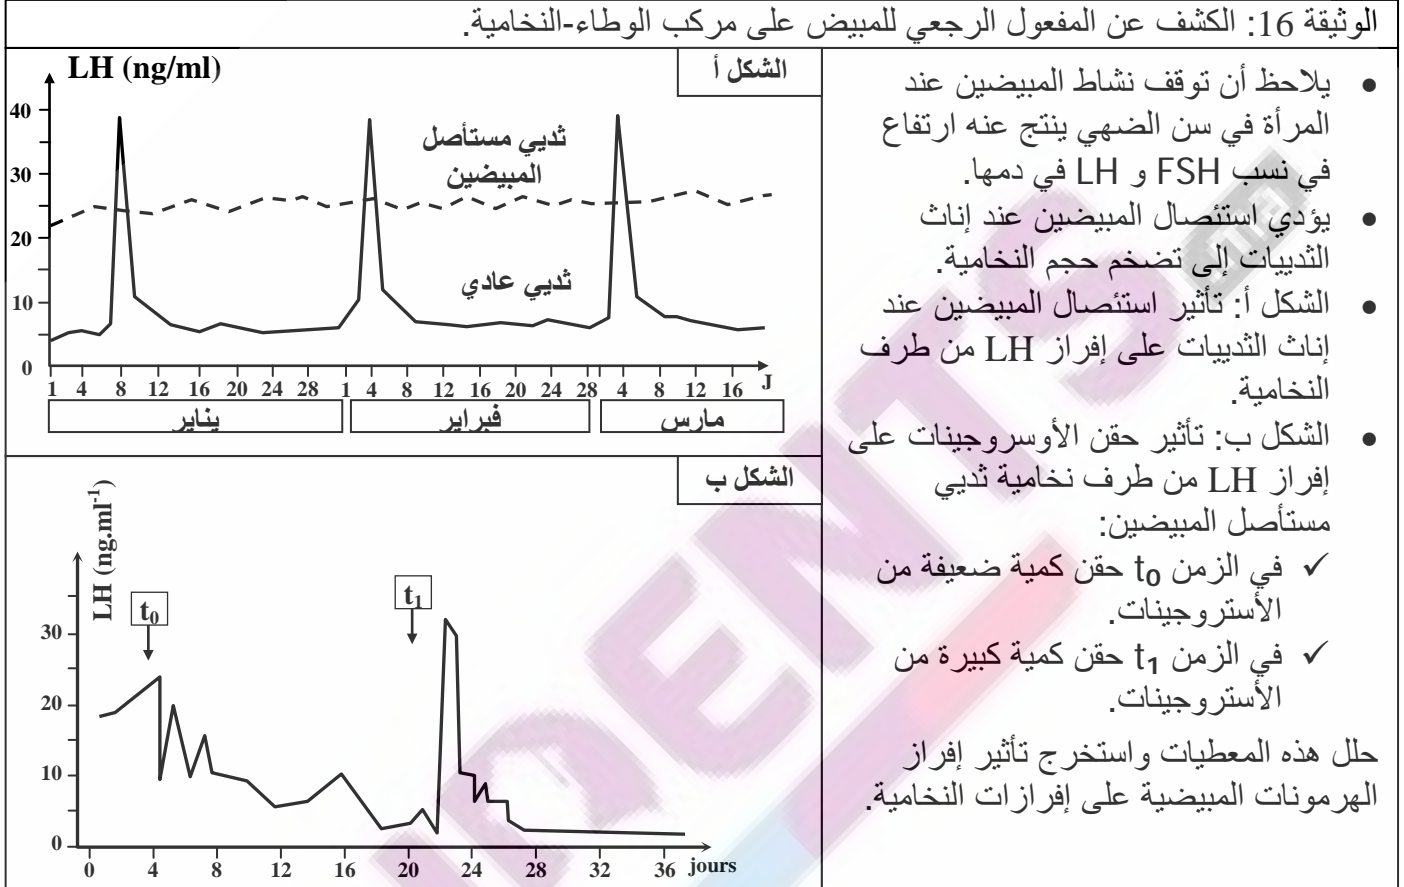 الوثيقة 16: الكشف عن المفعول الرجعي للمبيض على مركب الوطاء-النخامية.
يلاحظ أن توقف نشاط المبيضين عند
المرأة في سن الضهي ينتج عنه ارتفاع
في نسب FSH و LH في دمها.
يؤدي استئصال المبيضين عند إناث
الثدييات إلى تضخم حجم النخامية.
الشكل أ: تأثير استئصال المبيضين عند
إناث الثدييات على إفراز LH من طرف
النخامية.
الشكل ب: تأثير حقن الأوسروجينات على
إفراز LH من طرف نخامية ثديي
مستأصل المبيضين:
✓ في الزمن t0 حقن كمية ضعيفة من
الأستروجينات.
✓ في الزمن t1 حقن كمية كبيرة من
الأستروجينات.
حلل هذه المعطيات واستخرج تأثير إفراز
الهرمونات المبيضية على إفرازات النخامية.
الشكل أ
LH (ng/ml)
40
30
20
10
0
ثديي مستأصل
المبيضين
ثديي عادي
1 4 8 12 16 20 24 28 1 4 8 12 16 20 24 28 4 8 12 16 J
يناير
فبراير
مارس
الشكل ب
LH (ng.ml-1)
t0
t1
30
20
10
0
0 4 8 12 16 20 24 28 32 36 jours
DENTS